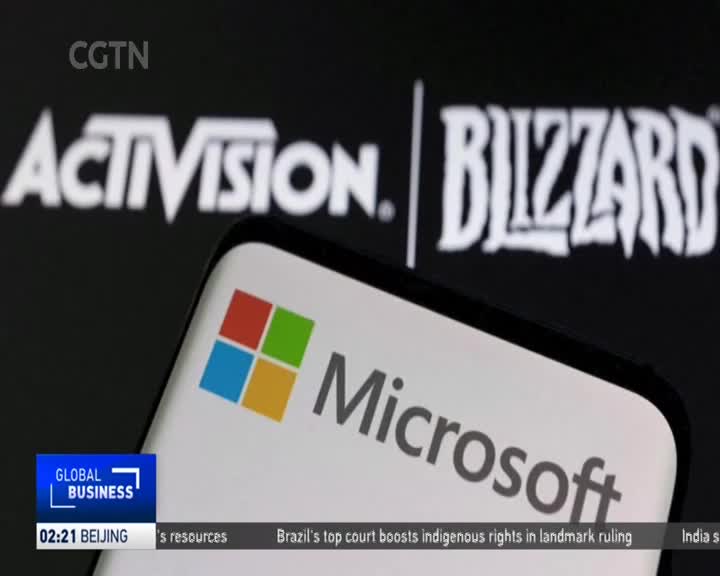 CGTN
ACTIVISION®
BLIZZARD
Microsoft
GLOBAL
BUSINESS
02:21 BEIJING
's resources Brazil's top court boosts indigenous rights in landmark ruling India s